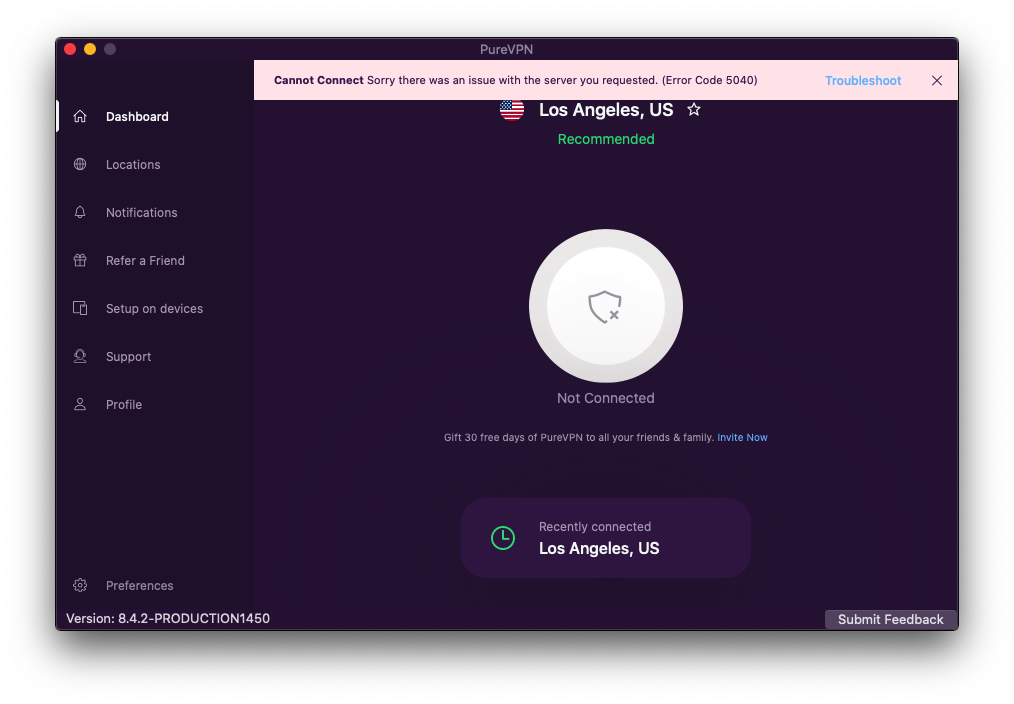 PureVPN
Cannot Connect Sorry there was an issue with the server you requested. (Error Code 5040)
Troubleshoot
Los Angeles, US
Recommended
Dashboard
Locations
Notifications
Refer a Friend
Setup on devices
Support
Profile
Not Connected
Gift 30 free days of PureVPN to all your friends & family. Invite Now
Recently connected
Los Angeles, US
Preferences
Version: 8.4.2-PRODUCTION1450
Submit Feedback